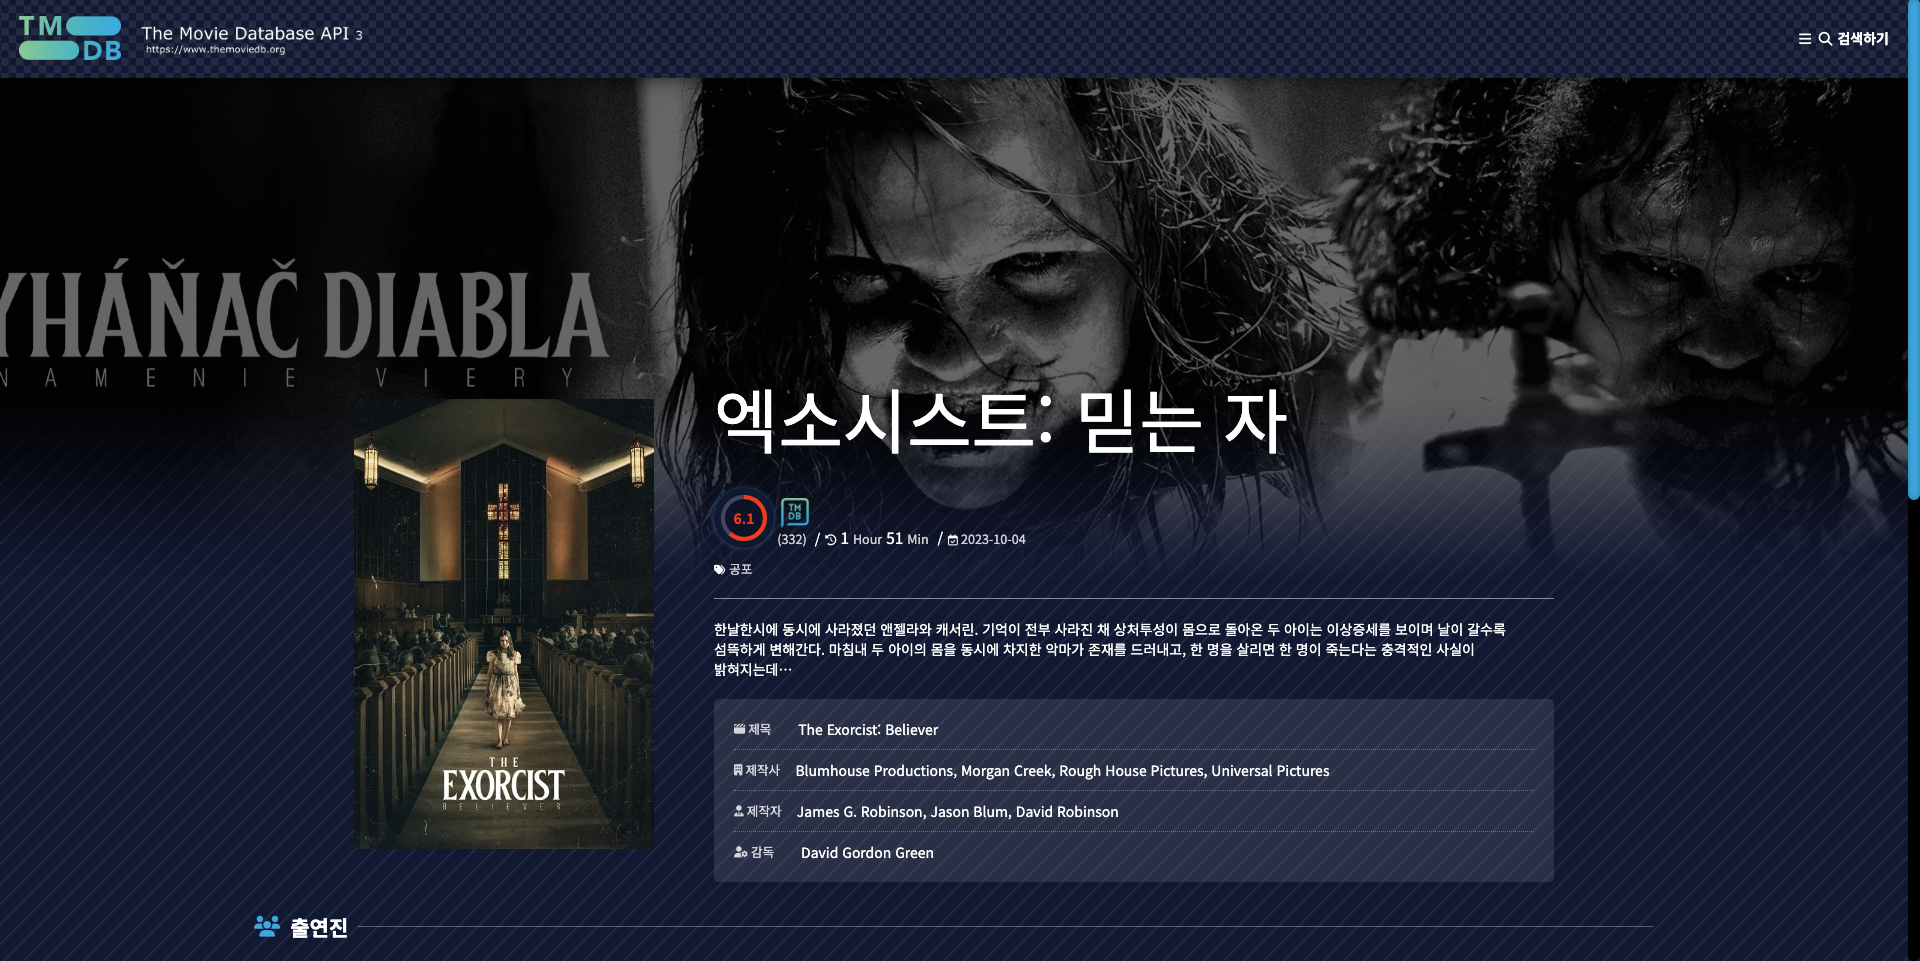 TM
DB
The Movie Database API 3
https://www.themoviedb.org
검색하기
YHÁŇAČ DIABLA
NAMENIE VIERY
엑소시스트: 믿는 자
6.1
TM
DB
(332) / 1 Hour 51 Min / 2023-10-04
공포
한날한시에 동시에 사라졌던 앤젤라와 캐서린. 기억이 전부 사라진 채 상처투성이 몸으로 돌아온 두 아이는 이상증세를 보이며 날이 갈수록
섬뜩하게 변해간다. 마침내 두 아이의 몸을 동시에 차지한 악마가 존재를 드러내고, 한 명을 살리면 한 명이 죽는다는 충격적인 사실이
밝혀지는데…
THE
EXORCIST
BELIEVER
제목 The Exorcist: Believer
제작사 Blumhouse Productions, Morgan Creek, Rough House Pictures, Universal Pictures
제작자 James G. Robinson, Jason Blum, David Robinson
감독 David Gordon Green
출연진